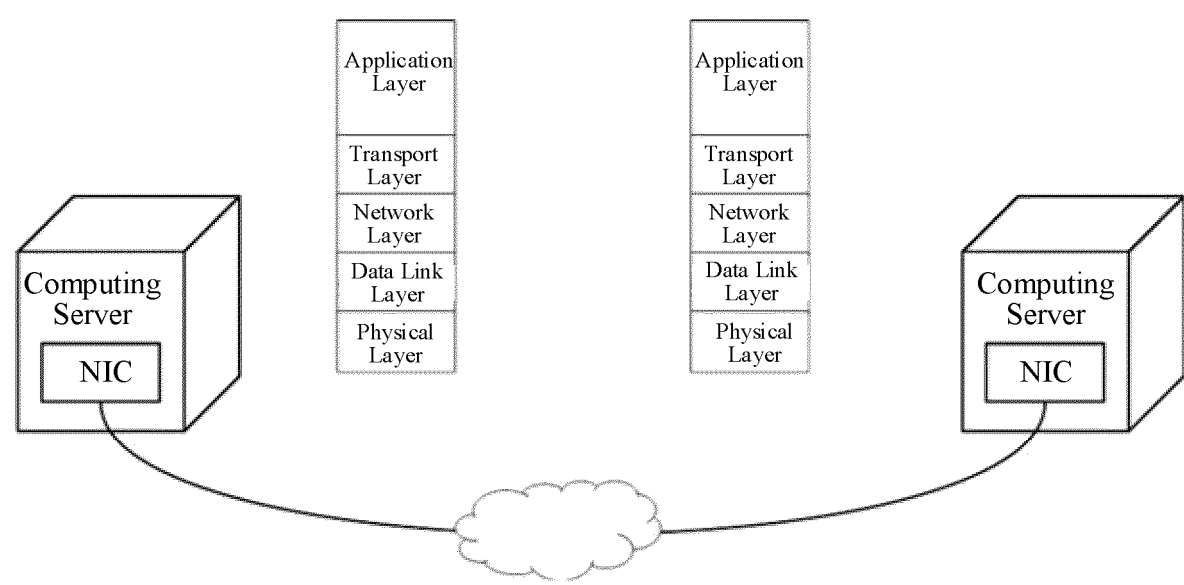 Application
Layer
Transport
Layer
Network
Layer
Data Link
Layer
Physical
Layer
Application
Layer
Transport
Layer
Network
Layer
Data Link
Layer
Physical
Layer
Computing
Server
NIC
Computing
Server
NIC